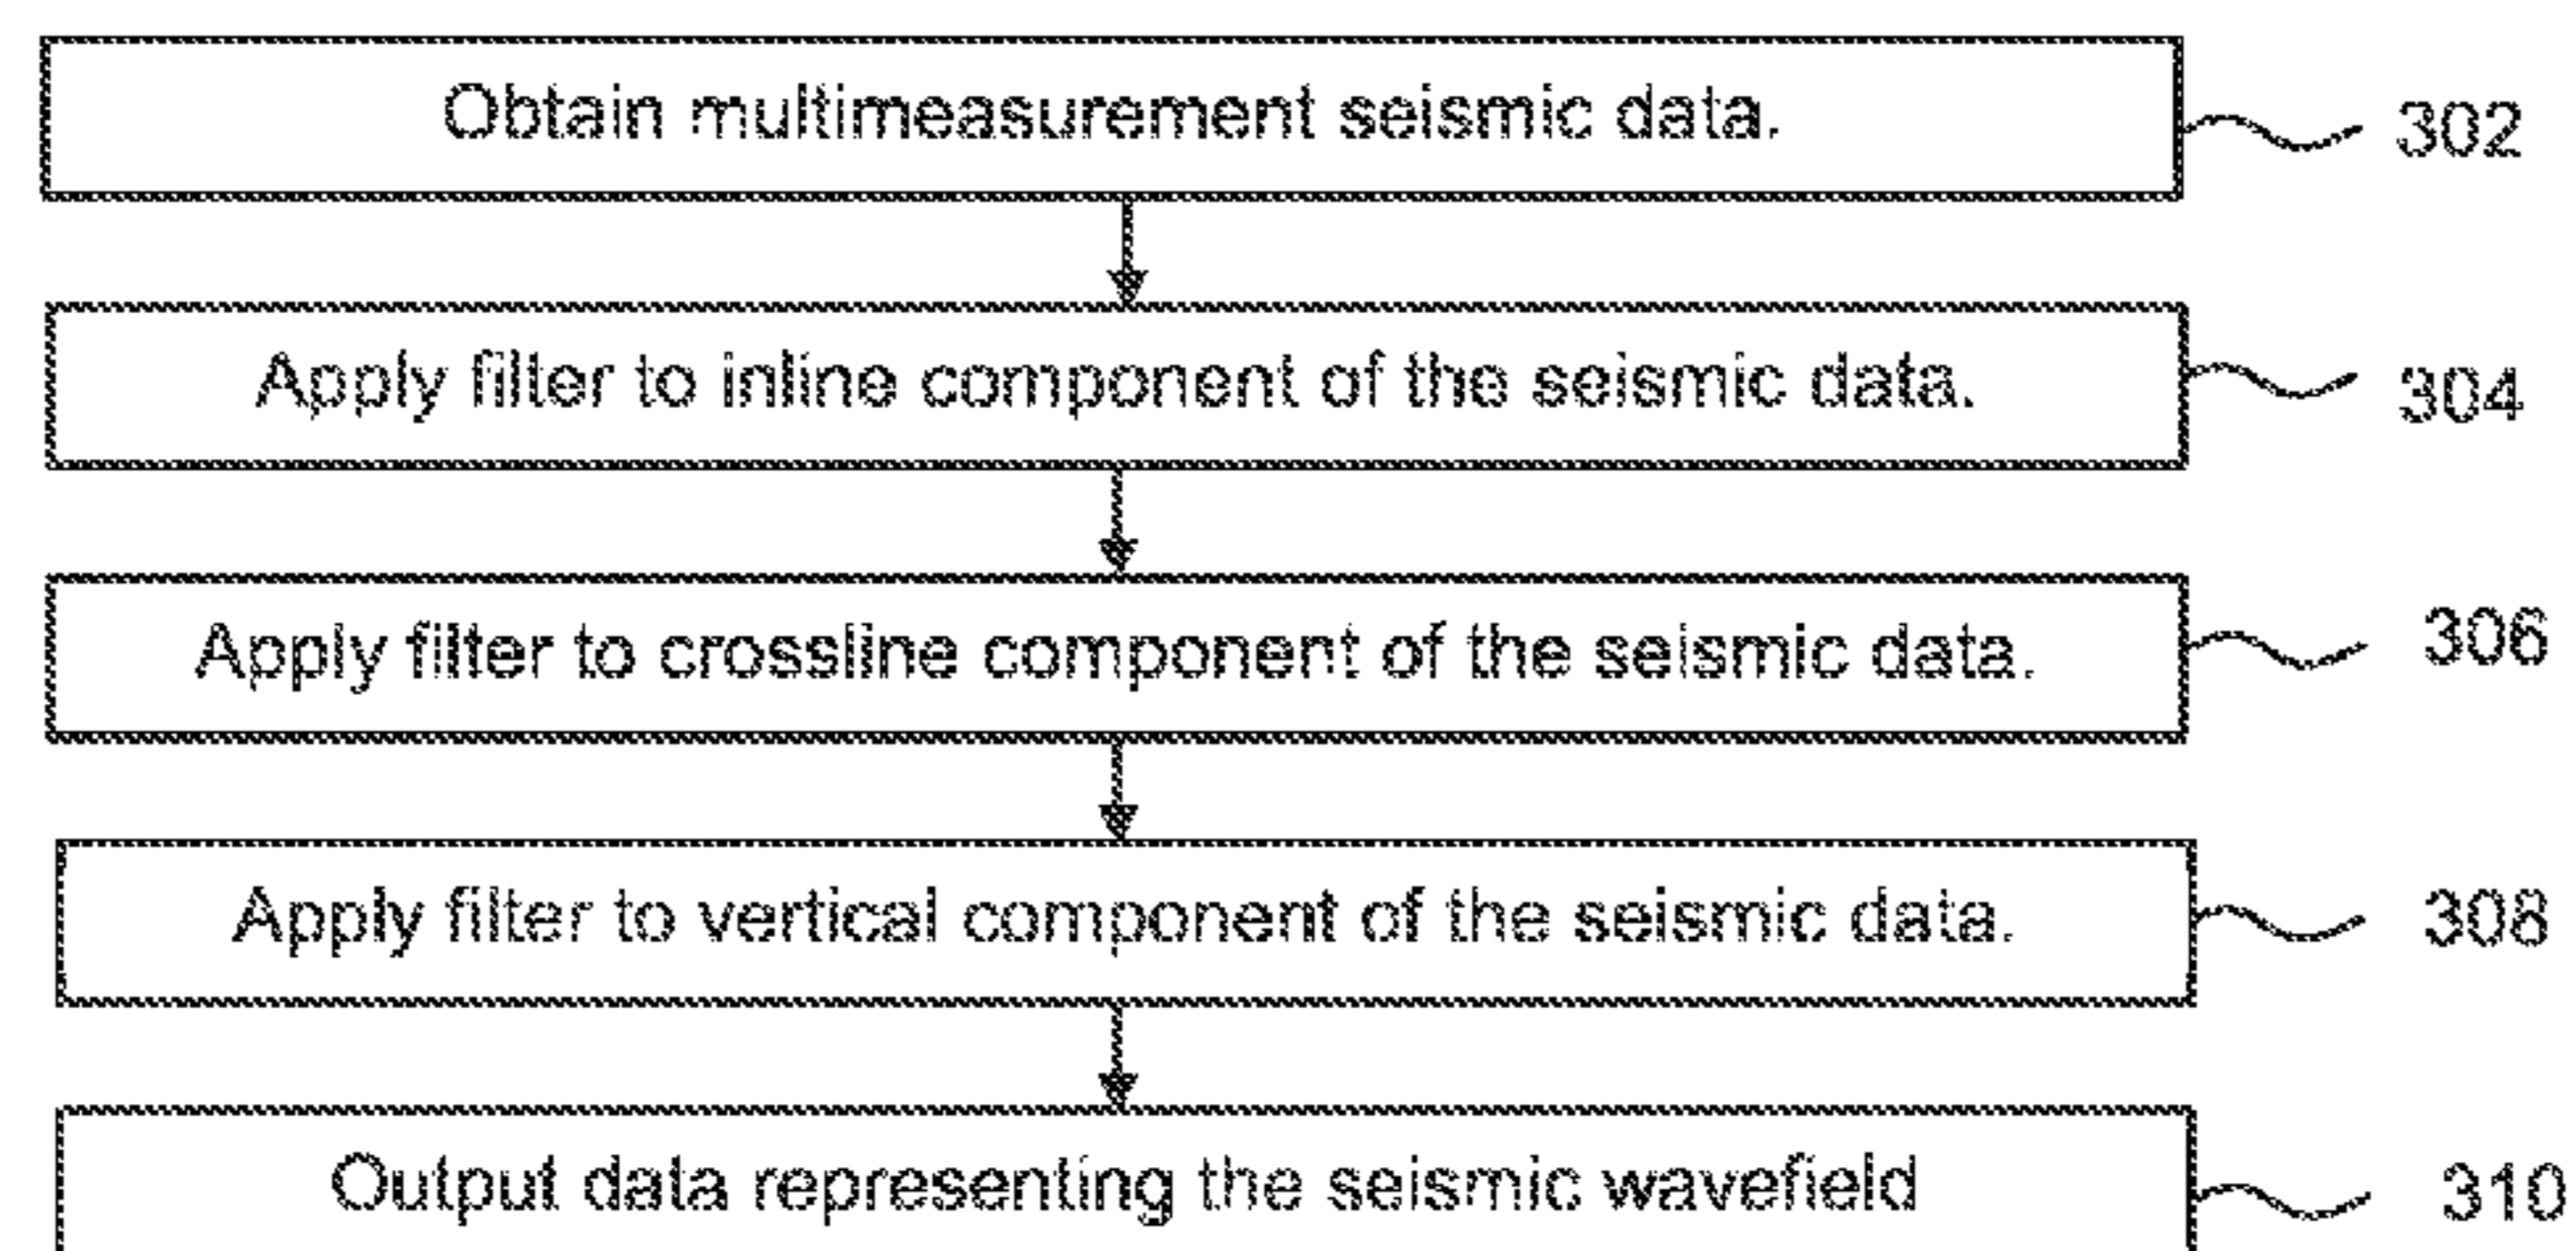 Obtain multimeasurement seismic data.
302
Apply filter to inline component of the seismic data.
304
Apply filter to crossline component of the seismic data.
306
Apply filter to vertical component of the seismic data.
308
Output data representing the seismic wavefield
310